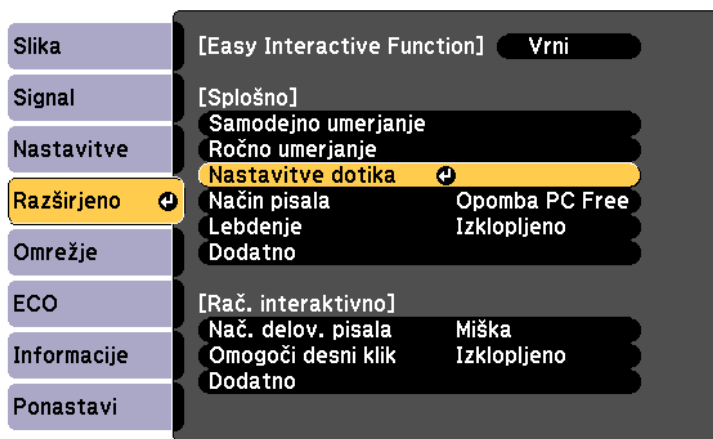 Slika
Signal
Nastavitve
Razširjeno
Omrežje
ECO
Informacije
Ponastavi
[Easy Interactive Function] Vrni
[Splošno]
Samodejno umerjanje
Ročno umerjanje
Nastavitve dotika
Način pisala Opomba PC Free
Lebdenje Izklopljeno
Dodatno
[Rač. interaktivno]
Nač. delov. pisala Miška
Omogoči desni klik Izklopljeno
Dodatno